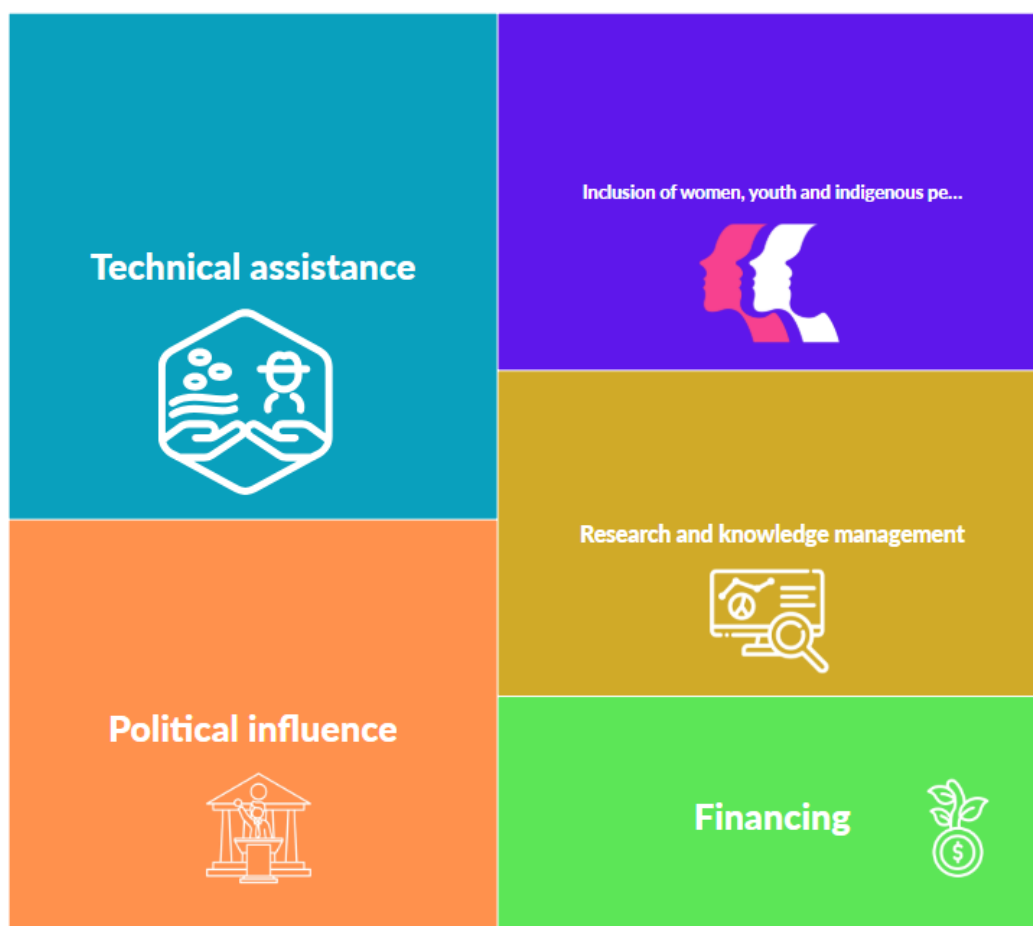 Technical assistance
Inclusion of women, youth and indigenous pe...
Research and knowledge management
Political influence
Financing
$